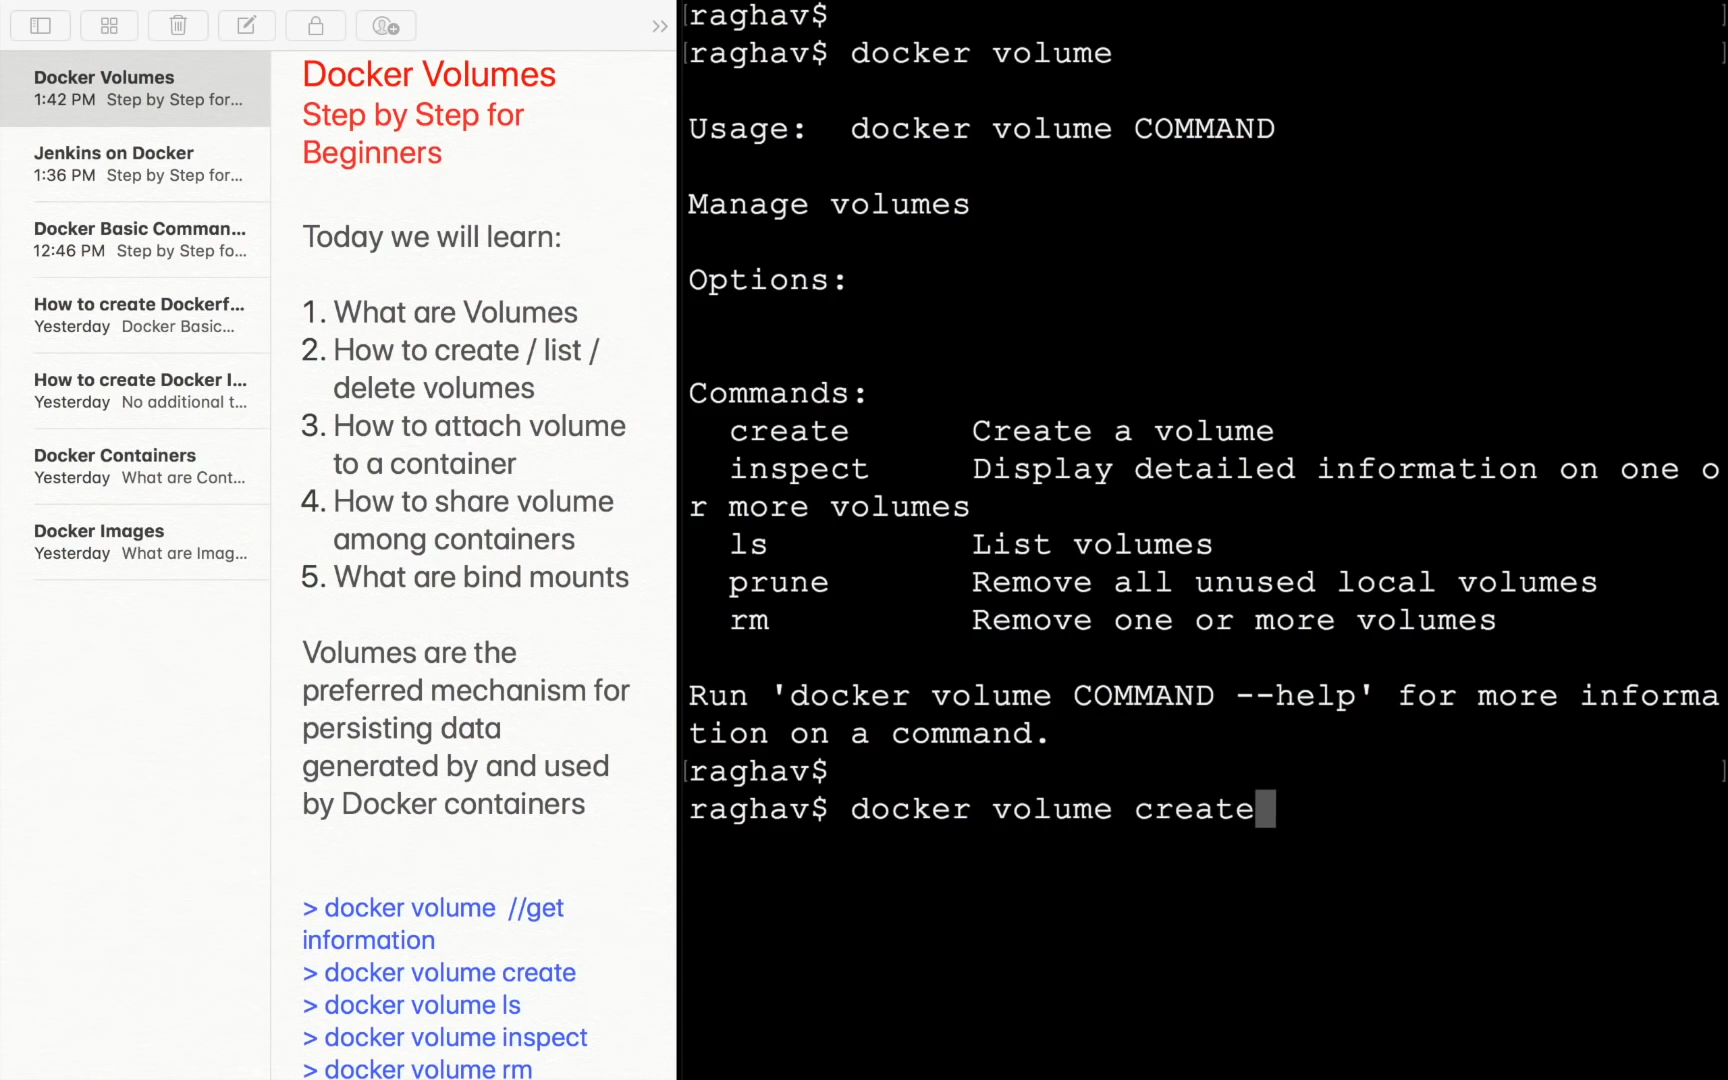 Docker Volumes
1:42 PM Step by Step for...
Jenkins on Docker
1:36 PM Step by Step for...
Docker Basic Comman...
12:46 PM Step by Step fo...
How to create Dockerf...
Yesterday Docker Basic...
How to create Docker I...
Yesterday No additional t...
Docker Containers
Yesterday What are Cont...
Docker Images
Yesterday What are Imag...
Docker Volumes
Step by Step for
Beginners
Today we will learn:
1. What are Volumes
2. How to create / list /
delete volumes
3. How to attach volume
to a container
4. How to share volume
among containers
5. What are bind mounts
Volumes are the
preferred mechanism for
persisting data
generated by and used
by Docker containers
> docker volume //get
information
> docker volume create
> docker volume ls
> docker volume inspect
> docker volume rm
[raghav$ ]
[raghav$ docker volume ]
Usage: docker volume COMMAND
Manage volumes
Options:
Commands:
create Create a volume
inspect Display detailed information on one o
r more volumes
ls List volumes
prune Remove all unused local volumes
rm Remove one or more volumes
Run 'docker volume COMMAND --help' for more informa
tion on a command.
[raghav$ ]
raghav$ docker volume create